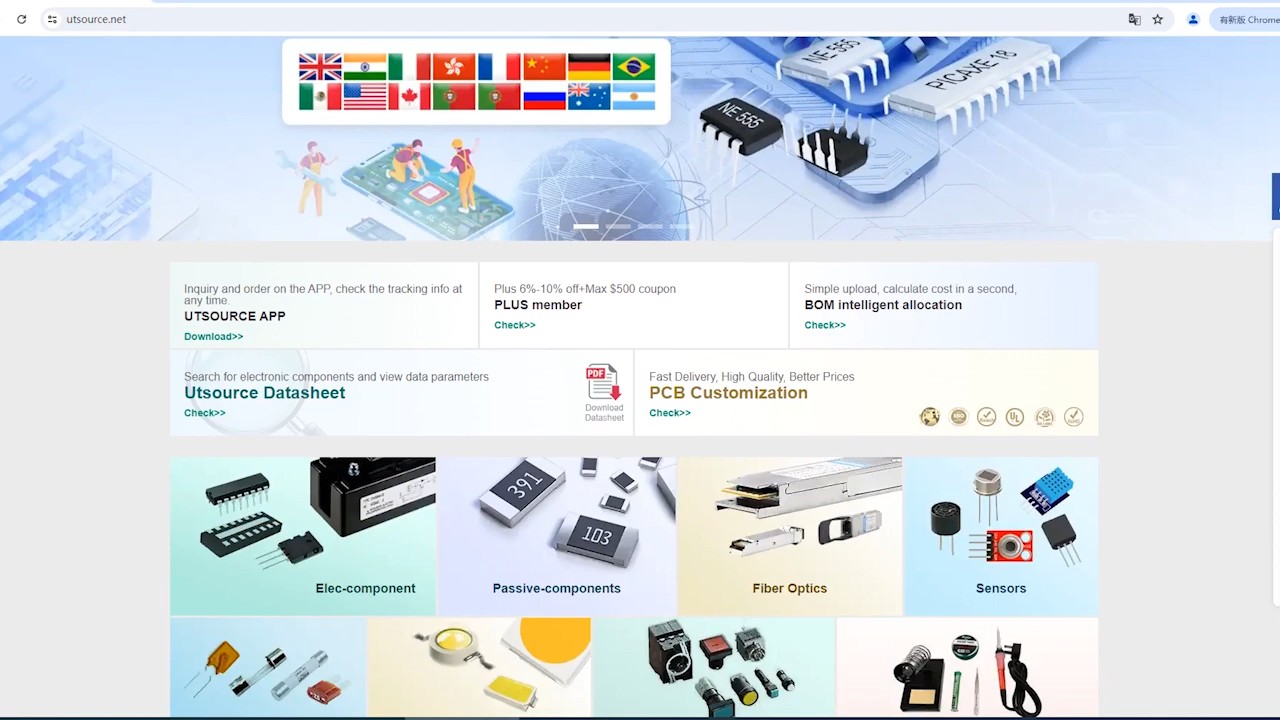 utsource.net
有新版 Chrome
NE 555
PICAXE-18
NE 555
Inquiry and order on the APP, check the tracking info at
any time.
UTSOURCE APP
Download>>
Plus 6%-10% off+Max $500 coupon
PLUS member
Check>>
Simple upload, calculate cost in a second,
BOM intelligent allocation
Check>>
Search for electronic components and view data parameters
Utsource Datasheet
Check>>
PDF
Download
Datasheet
Fast Delivery, High Quality, Better Prices
PCB Customization
Check>>
UL
391
103
Elec-component
Passive-components
Fiber Optics
Sensors